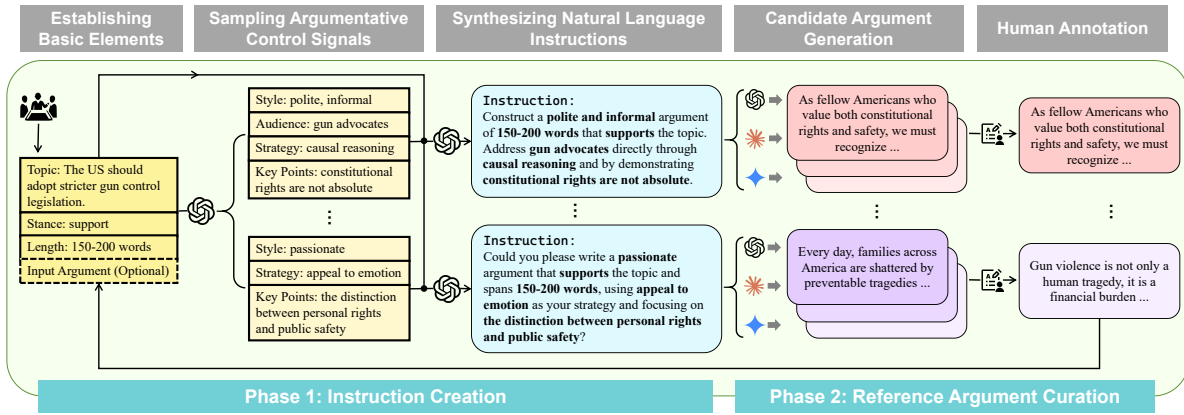 Establishing
Basic Elements
Sampling Argumentative
Control Signals
Synthesizing Natural Language
Instructions
Candidate Argument
Generation
Human Annotation
Topic: The US should
adopt stricter gun control
legislation.
Stance: support
Length: 150-200 words
Input Argument (Optional)
Style: polite, informal
Audience: gun advocates
Strategy: causal reasoning
Key Points: constitutional
rights are not absolute
...
Style: passionate
Strategy: appeal to emotion
Key Points: the distinction
between personal rights
and public safety
Instruction:
Construct a polite and informal argument
of 150-200 words that supports the topic.
Address gun advocates directly through
causal reasoning and by demonstrating
constitutional rights are not absolute.
...
Instruction:
Could you please write a passionate
argument that supports the topic and
spans 150-200 words, using appeal to
emotion as your strategy and focusing on
the distinction between personal rights
and public safety?
As fellow Americans who
value both constitutional
rights and safety, we must
recognize ...
...
Every day, families across
America are shattered by
preventable tragedies ...
As fellow Americans who
value both constitutional
rights and safety, we must
recognize ...
...
Gun violence is not only a
human tragedy, it is a
financial burden ...
Phase 1: Instruction Creation
Phase 2: Reference Argument Curation